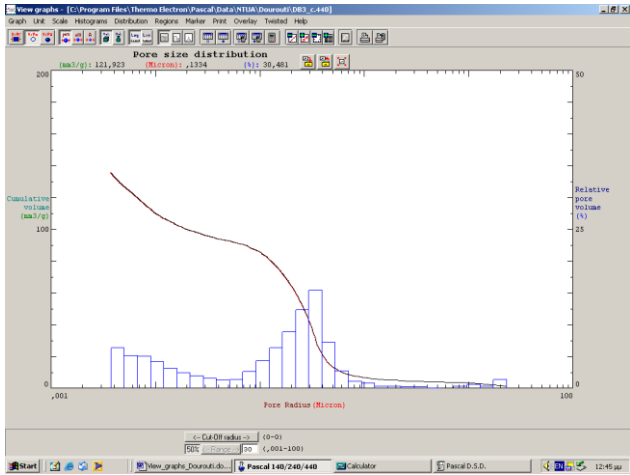 View graphs - [C:\Program Files\Thermo Electron\Pascal\Data\NTUA\Dourouti\DB3_c.440]
Graph Unit Scale Histograms Distribution Regions Marker Print Overlay Twisted Help
Pore size distribution
(mm3/g): 121,923 (Micron): ,1334 (%): 30,481
200
50
Cumulative
volume
(mm3/g)
Relative
pore
volume
(%)
100
25
0
0
,001
100
Pore Radius(Micron)
<- Cut-Off radius -> (0-0)
50% <- Range -> 30 (,001-100)
Start View_graphs_Dourouti.do... Pascal 140/240/440 Calculator Pascal D.S.D. EN 12:45 μμ